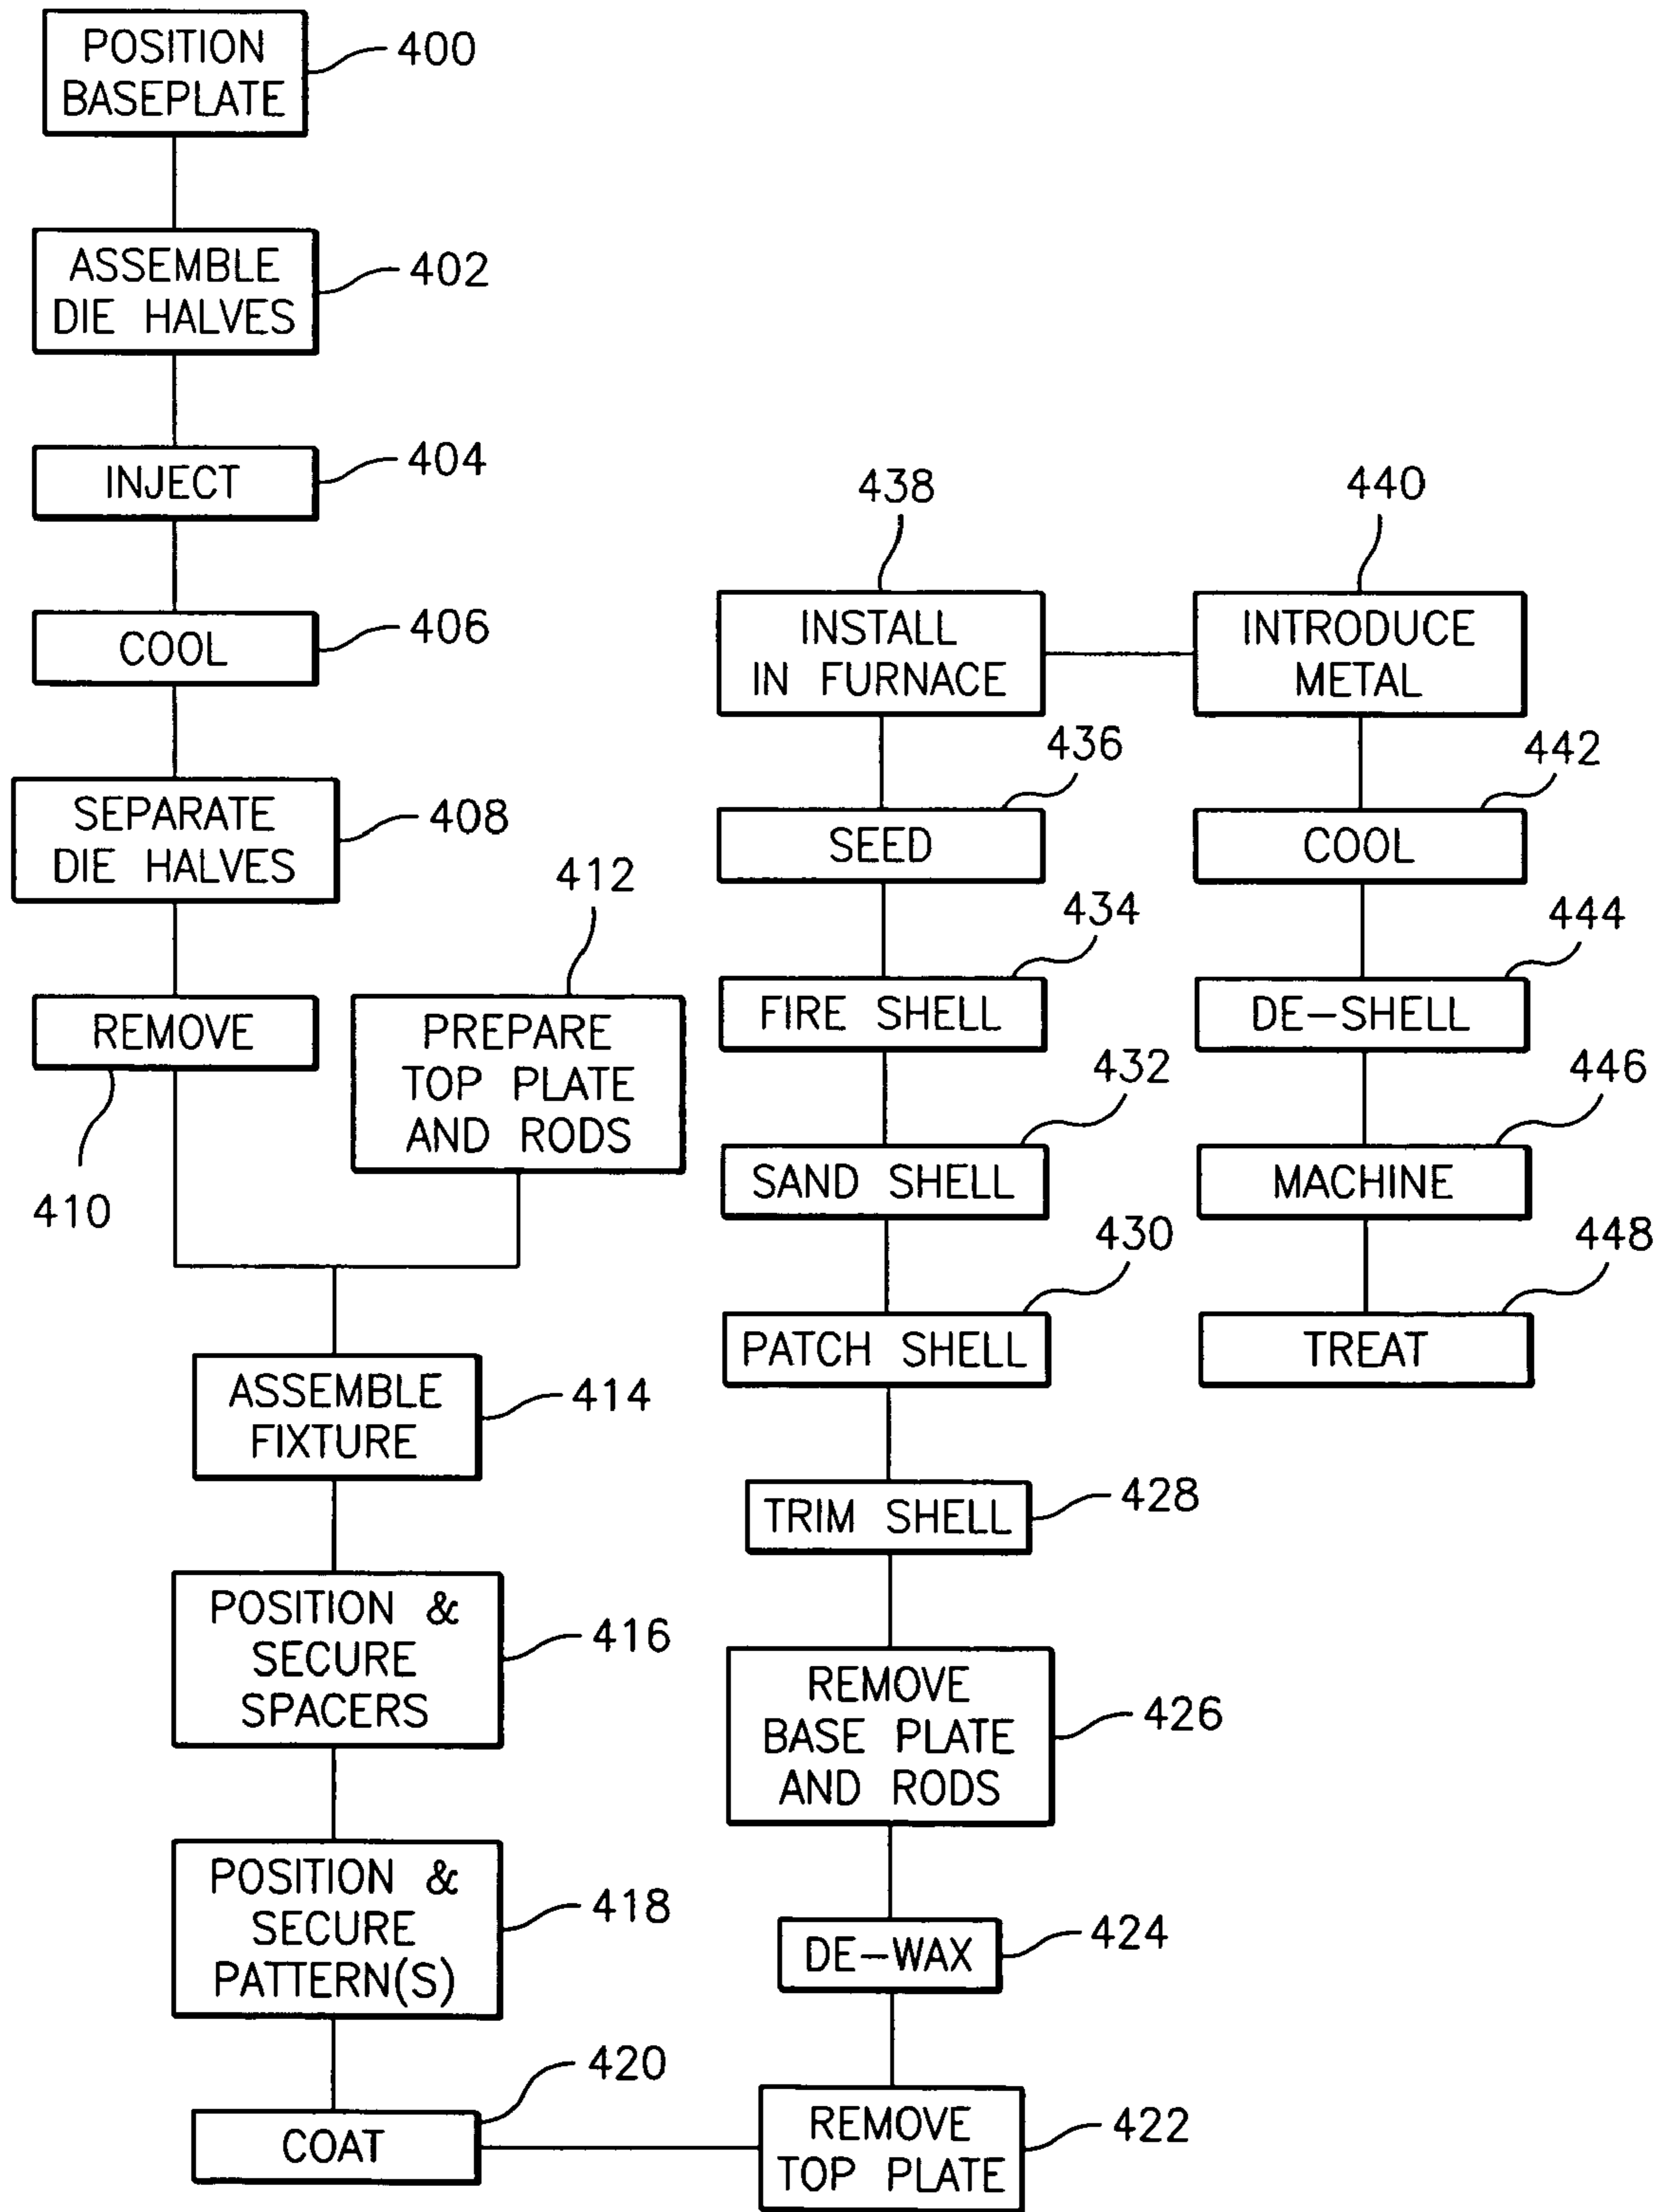 POSITION
BASEPLATE
400
ASSEMBLE
DIE HALVES
402
INJECT
404
COOL
406
SEPARATE
DIE HALVES
408
REMOVE
410
412
PREPARE
TOP PLATE
AND RODS
ASSEMBLE
FIXTURE
414
POSITION &
SECURE
SPACERS
416
POSITION &
SECURE
PATTERN(S)
418
COAT
420
REMOVE
TOP PLATE
422
DE-WAX
424
REMOVE
BASE PLATE
AND RODS
426
TRIM SHELL
428
PATCH SHELL
430
SAND SHELL
432
FIRE SHELL
434
SEED
436
INSTALL
IN FURNACE
438
INTRODUCE
METAL
440
COOL
442
DE-SHELL
444
MACHINE
446
TREAT
448